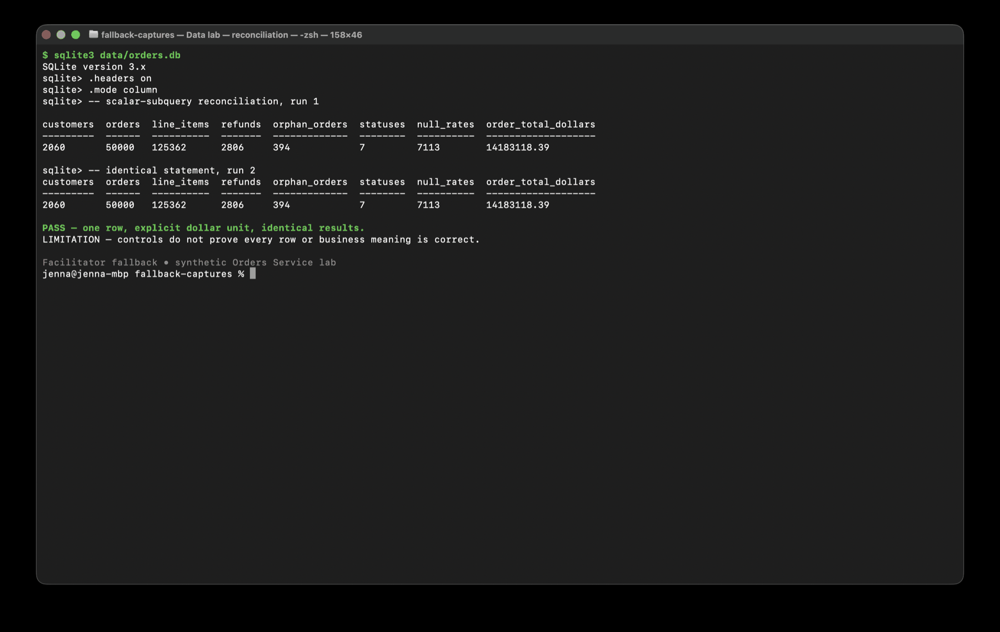 fallback-captures — Data lab — reconciliation — -zsh — 158×46
$ sqlite3 data/orders.db
SQLite version 3.x
sqlite> .headers on
sqlite> .mode column
sqlite> -- scalar-subquery reconciliation, run 1
customers  orders  line_items  refunds  orphan_orders  statuses  null_rates  order_total_dollars
---------  ------  ----------  -------  -------------  --------  ----------  -------------------
2060       50000   125362      2806     394            7         7113        14183118.39
sqlite> -- identical statement, run 2
customers  orders  line_items  refunds  orphan_orders  statuses  null_rates  order_total_dollars
---------  ------  ----------  -------  -------------  --------  ----------  -------------------
2060       50000   125362      2806     394            7         7113        14183118.39
PASS — one row, explicit dollar unit, identical results.
LIMITATION — controls do not prove every row or business meaning is correct.
Facilitator fallback • synthetic Orders Service lab
jenna@jenna-mbp fallback-captures %